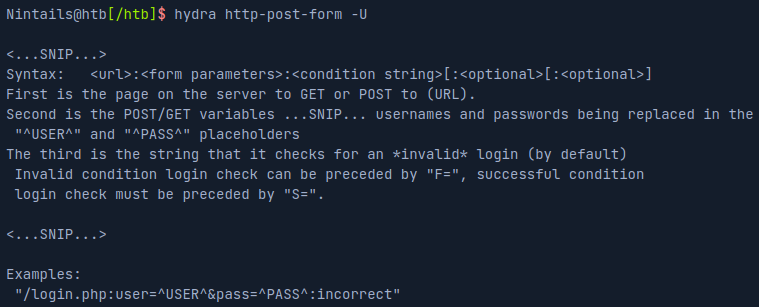 Nintails@htb[/htb]$ hydra http-post-form -U
<...SNIP...>
Syntax:   <url>:<form parameters>:<condition string>[:<optional>[:<optional>]
First is the page on the server to GET or POST to (URL).
Second is the POST/GET variables ...SNIP... usernames and passwords being replaced in the
 "^USER^" and "^PASS^" placeholders
The third is the string that it checks for an *invalid* login (by default)
 Invalid condition login check can be preceded by "F=", successful condition
 login check must be preceded by "S=".
<...SNIP...>
Examples:
 "/login.php:user=^USER^&pass=^PASS^:incorrect"